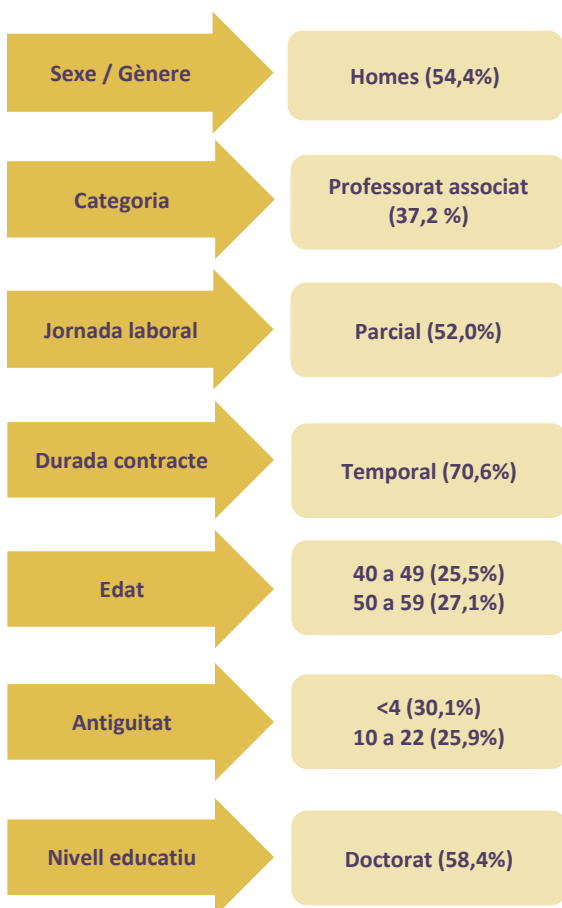 Sexe / Gènere
Homes (54,4%)
Categoria
Professorat associat
(37,2 %)
Jornada laboral
Parcial (52,0%)
Durada contracte
Temporal (70,6%)
Edat
40 a 49 (25,5%)
50 a 59 (27,1%)
Antiguitat
<4 (30,1%)
10 a 22 (25,9%)
Nivell educatiu
Doctorat (58,4%)